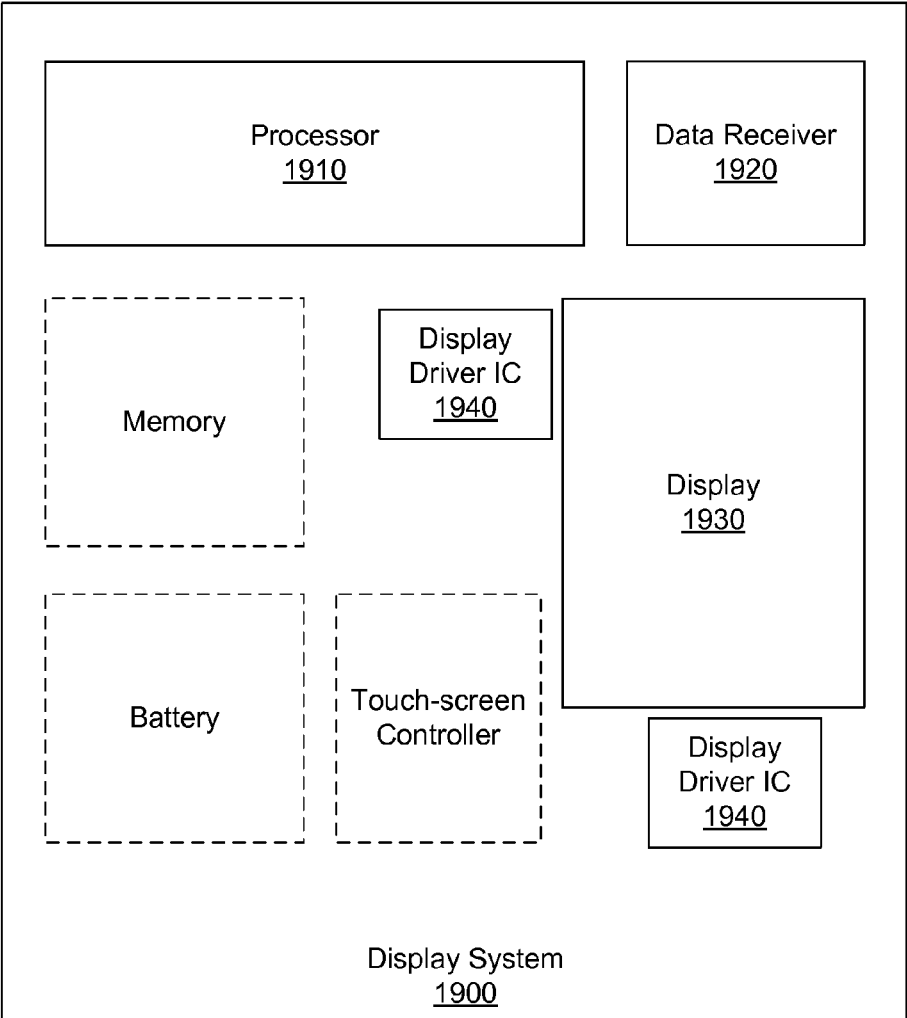 Processor
1910
Data Receiver
1920
Memory
Display
Driver IC
1940
Display
1930
Battery
Touch-screen
Controller
Display
Driver IC
1940
Display System
1900